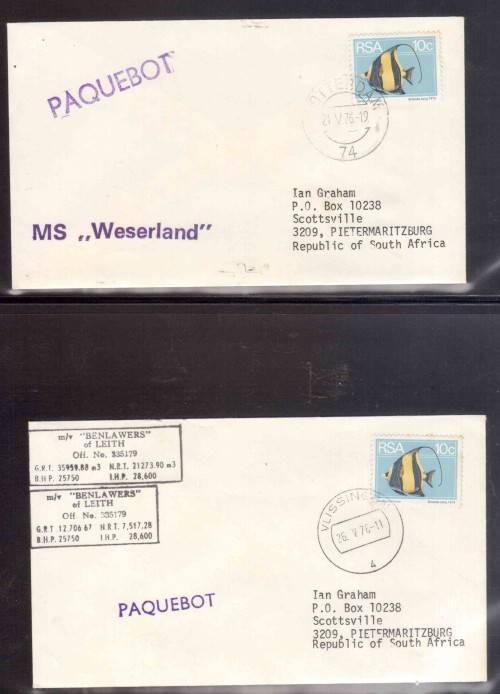 PAQUEBOT
RSA 10c
OTTERDAM
21 V 76-19
74
Ian Graham
P.O. Box 10238
Scottsville
3209, PIETERMARITZBURG
Republic of South Africa
MS „Weserland"
m/v "BENLAWERS"
of LEITH
Off. No. 335179
G.R.T. 35959.88 m3 N.R.T. 21273.90 m3
B.H.P. 25750 I.H.P. 28,600
m/v "BENLAWERS"
of LEITH
Off. No. 335179
G.R.T 12,706 67 N.R.T. 7,517.28
B.H.P. 25750 I.H.P. 28,600
RSA 10c
VLISSINGEN
26. V 76-11
4
PAQUEBOT
Ian Graham
P.O. Box 10238
Scottsville
3209, PIETERMARITZBURG
Republic of South Africa